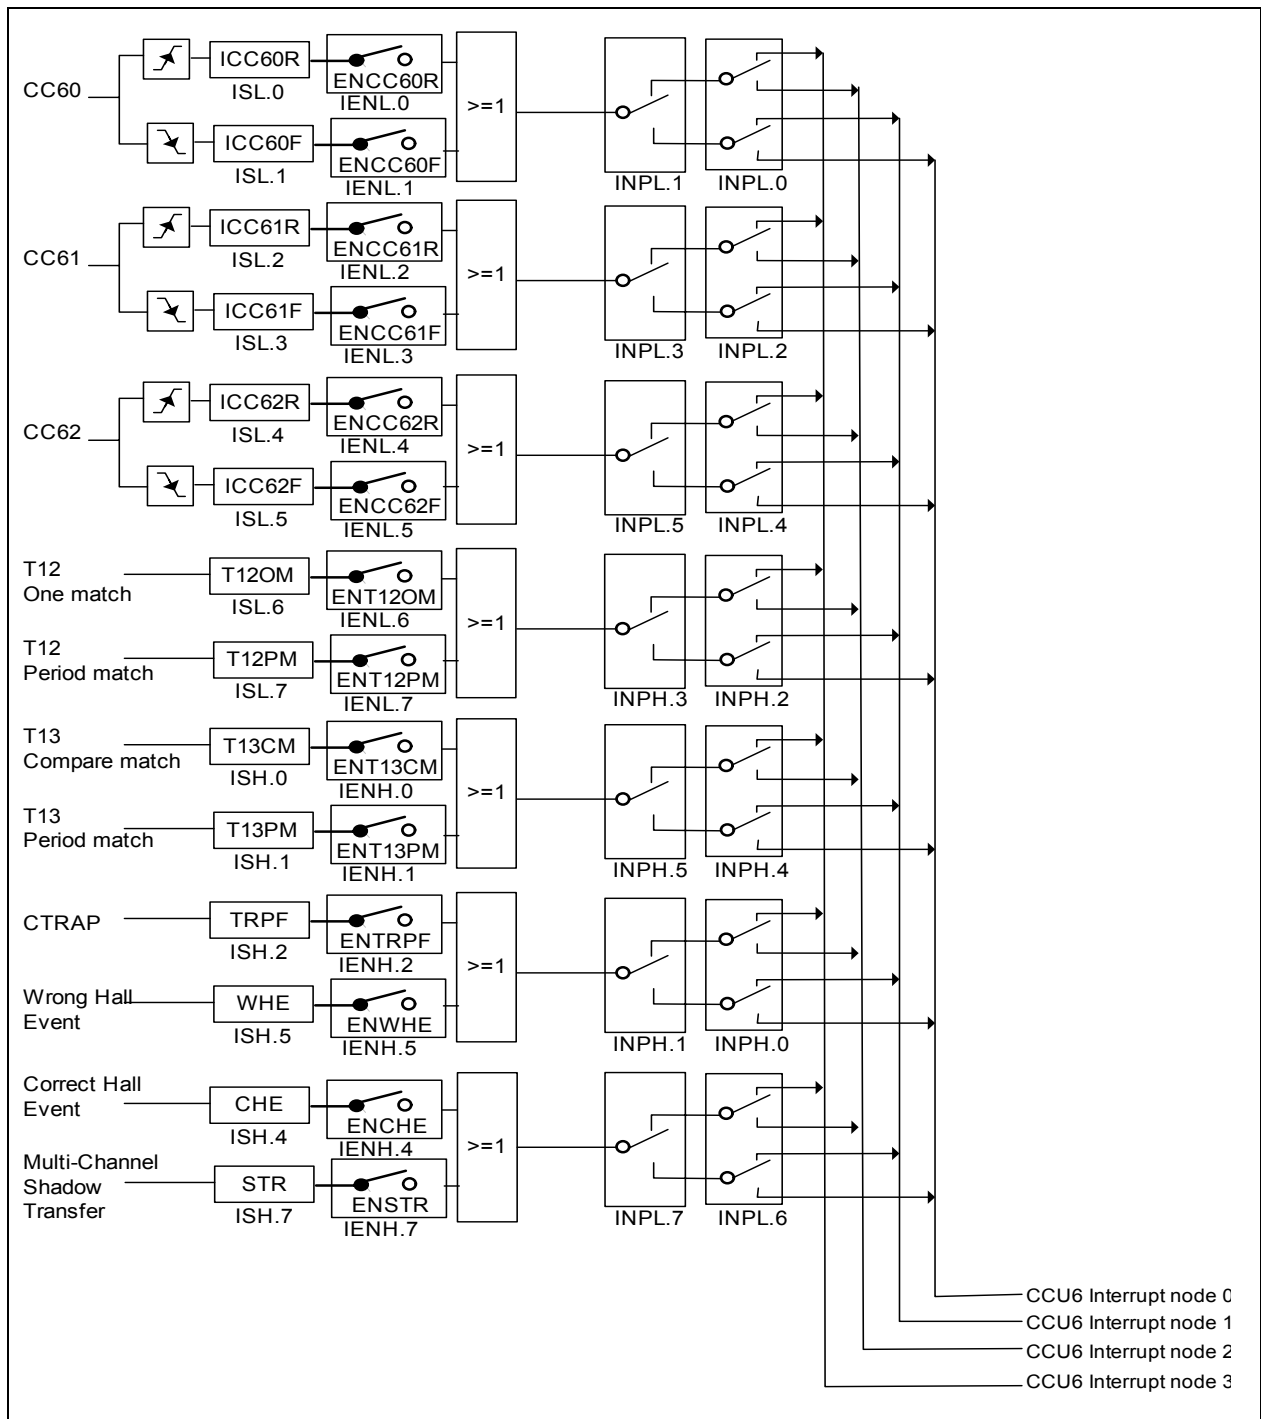 CC60
ICC60R
ISL.0
ENCC60R
IENL.0
ICC60F
ISL.1
ENCC60F
IENL.1
>=1
INPL.1
INPL.0
CC61
ICC61R
ISL.2
ENCC61R
IENL.2
ICC61F
ISL.3
ENCC61F
IENL.3
>=1
INPL.3
INPL.2
CC62
ICC62R
ISL.4
ENCC62R
IENL.4
ICC62F
ISL.5
ENCC62F
IENL.5
>=1
INPL.5
INPL.4
T12
One match
T12OM
ISL.6
ENT12OM
IENL.6
T12
Period match
T12PM
ISL.7
ENT12PM
IENL.7
>=1
INPH.3
INPH.2
T13
Compare match
T13CM
ISH.0
ENT13CM
IENH.0
T13
Period match
T13PM
ISH.1
ENT13PM
IENH.1
>=1
INPH.5
INPH.4
CTRAP
TRPF
ISH.2
ENTRPF
IENH.2
Wrong Hall
Event
WHE
ISH.5
ENWHE
IENH.5
>=1
INPH.1
INPH.0
Correct Hall
Event
CHE
ISH.4
ENCHE
IENH.4
Multi-Channel
Shadow
Transfer
STR
ISH.7
ENSTR
IENH.7
>=1
INPL.7
INPL.6
CCU6 Interrupt node 0
CCU6 Interrupt node 1
CCU6 Interrupt node 2
CCU6 Interrupt node 3